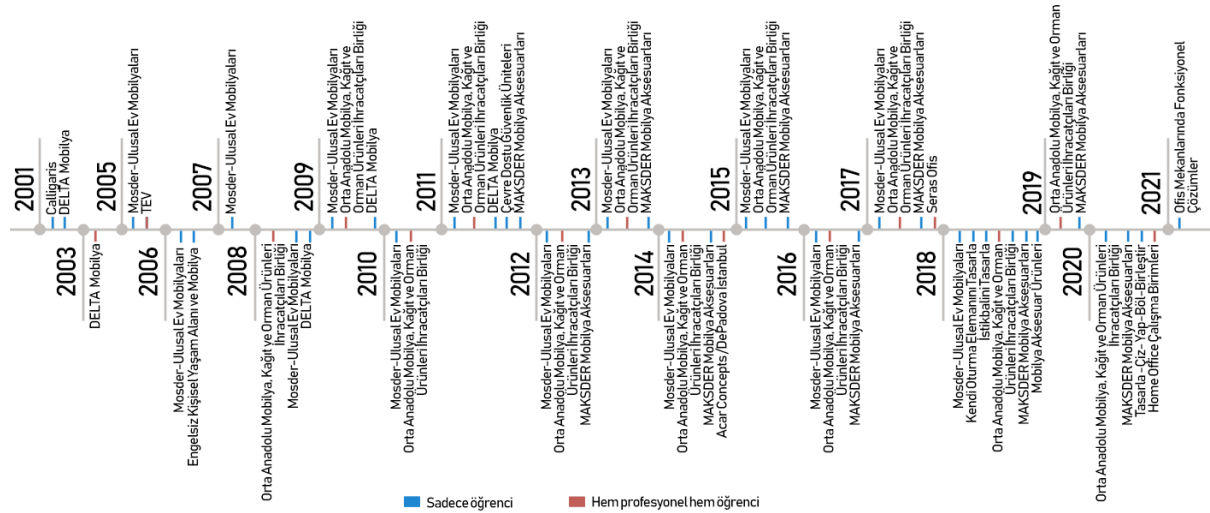 2001
Calligaris
DELTA Mobilya
2003
DELTA Mobilya
2005
Mosder-Ulusal Ev Mobilyaları
TEV
2006
Mosder-Ulusal Ev Mobilyaları
Engelsiz Kişisel Yaşam Alanı ve Mobilya
2007
Mosder-Ulusal Ev Mobilyaları
2008
Orta Anadolu Mobilya, Kağıt ve Orman Ürünleri
İhracatçıları Birliği
Mosder-Ulusal Ev Mobilyaları
DELTA Mobilya
2009
Mosder-Ulusal Ev Mobilyaları
Orta Anadolu Mobilya, Kağıt ve
Orman Ürünleri İhracatçıları Birliği
DELTA Mobilya
2010
Mosder-Ulusal Ev Mobilyaları
Orta Anadolu Mobilya, Kağıt ve Orman
Ürünleri İhracatçıları Birliği
2011
Mosder-Ulusal Ev Mobilyaları
Orta Anadolu Mobilya, Kağıt ve
Orman Ürünleri İhracatçıları Birliği
DELTA Mobilya
Çevre Dostu Güvenlik Üniteleri
MAKSDER Mobilya Aksesuarları
2012
Mosder-Ulusal Ev Mobilyaları
Orta Anadolu Mobilya, Kağıt ve Orman
Ürünleri İhracatçıları Birliği
MAKSDER Mobilya Aksesuarları
2013
Mosder-Ulusal Ev Mobilyaları
Orta Anadolu Mobilya, Kağıt ve
Orman Ürünleri İhracatçıları Birliği
MAKSDER Mobilya Aksesuarları
2014
Mosder-Ulusal Ev Mobilyaları
Orta Anadolu Mobilya, Kağıt ve Orman
Ürünleri İhracatçıları Birliği
MAKSDER Mobilya Aksesuarları
Acar Concepts /DePadova İstanbul
2015
Mosder-Ulusal Ev Mobilyaları
Orta Anadolu Mobilya, Kağıt ve
Orman Ürünleri İhracatçıları Birliği
MAKSDER Mobilya Aksesuarları
2016
Mosder-Ulusal Ev Mobilyaları
Orta Anadolu Mobilya, Kağıt ve Orman
Ürünleri İhracatçıları Birliği
MAKSDER Mobilya Aksesuarları
2017
Mosder-Ulusal Ev Mobilyaları
Orta Anadolu Mobilya, Kağıt ve
Orman Ürünleri İhracatçıları Birliği
MAKSDER Mobilya Aksesuarları
Seras Ofis
2018
Mosder-Ulusal Ev Mobilyaları
Kendi Oturma Elemanın Tasarla
İstikbalini Tasarla
Orta Anadolu Mobilya, Kağıt ve Orman
Ürünleri İhracatçıları Birliği
MAKSDER Mobilya Aksesuarları
Mobilya Aksesuar Ürünleri
2019
Orta Anadolu Mobilya, Kağıt ve Orman
Ürünleri İhracatçıları Birliği
MAKSDER Mobilya Aksesuarları
2020
Orta Anadolu Mobilya, Kağıt ve Orman Ürünleri
İhracatçıları Birliği
MAKSDER Mobilya Aksesuarları
Tasarla -Çiz- Yap-Böl-Birleştir
Home Office Çalışma Birimleri
2021
Ofis Mekanlarında Fonksiyonel
Çözümler
Sadece öğrenci
Hem profesyonel hem öğrenci